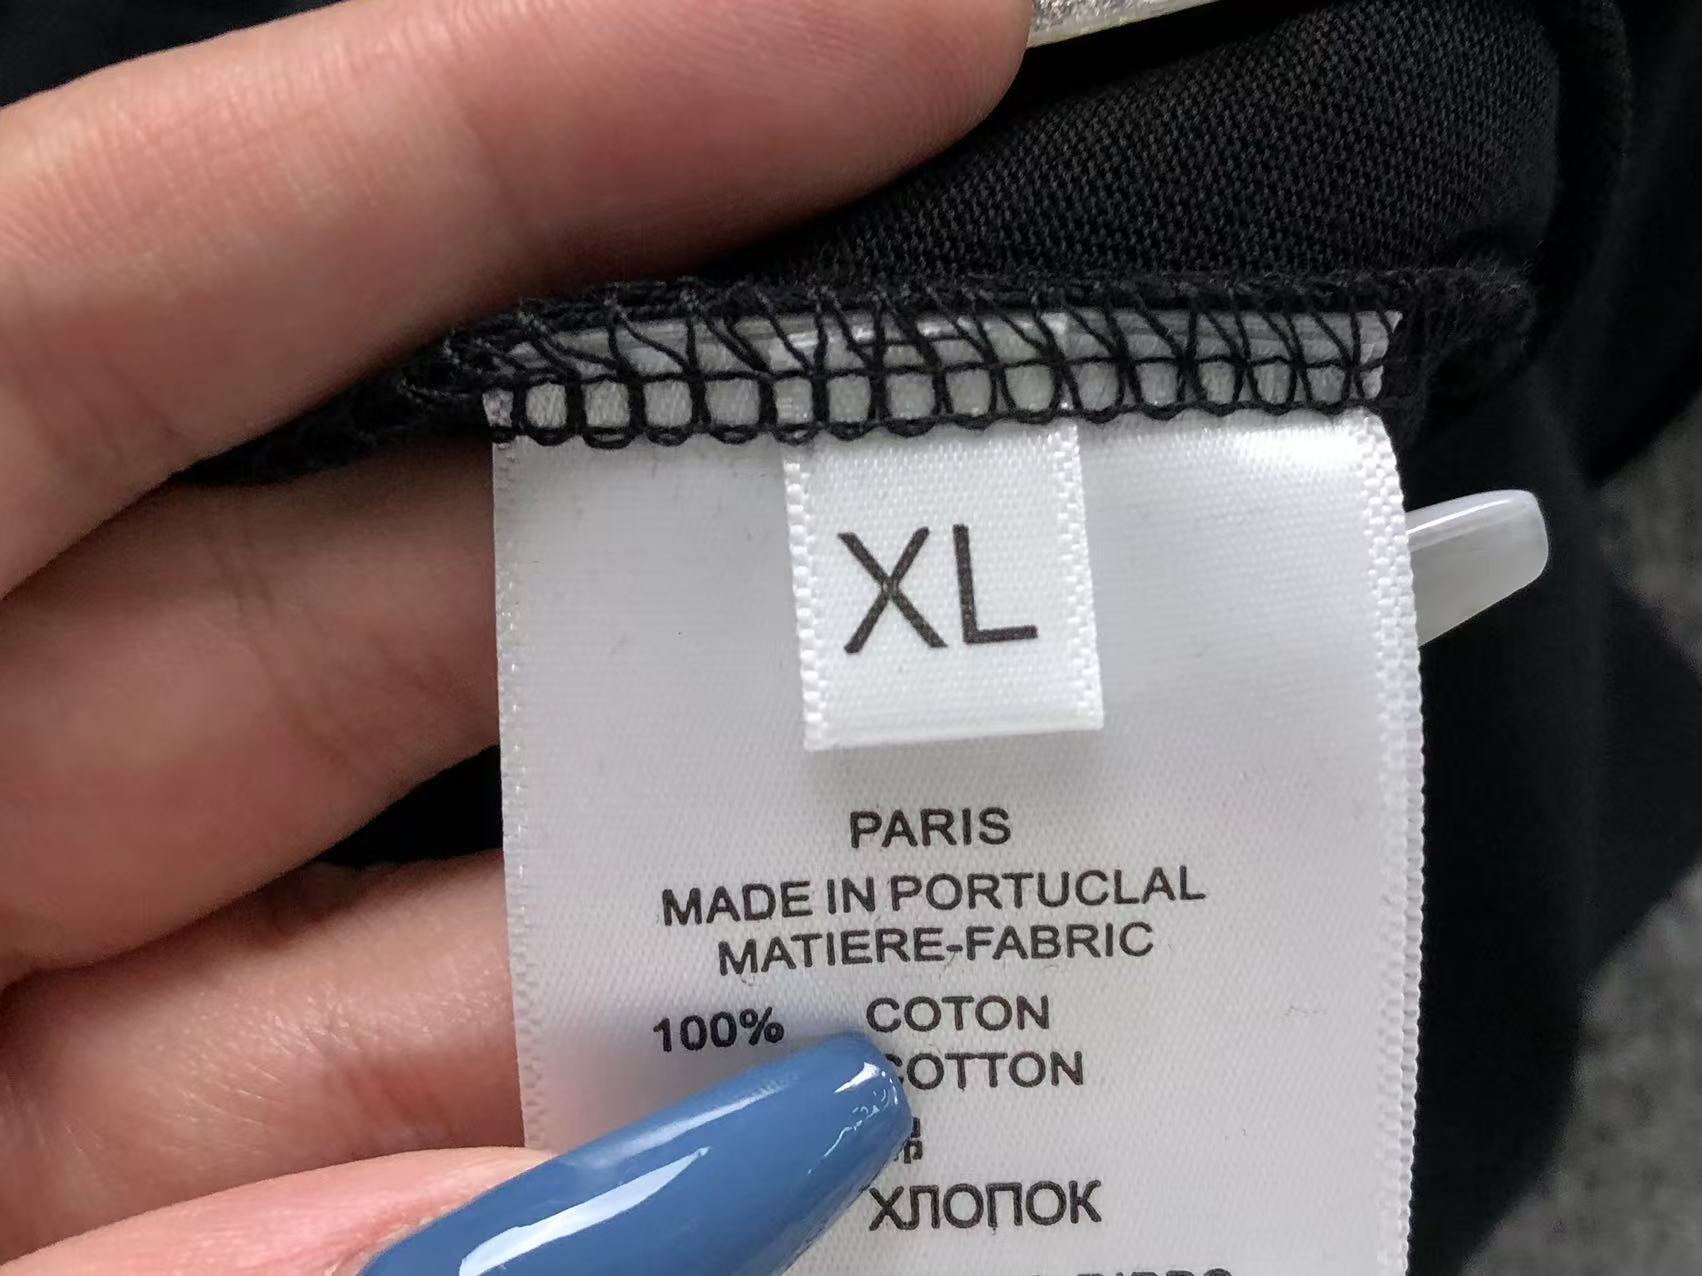 XL
PARIS
MADE IN PORTUCLAL
MATIERE-FABRIC
100% COTON
COTTON
ХЛОПОК